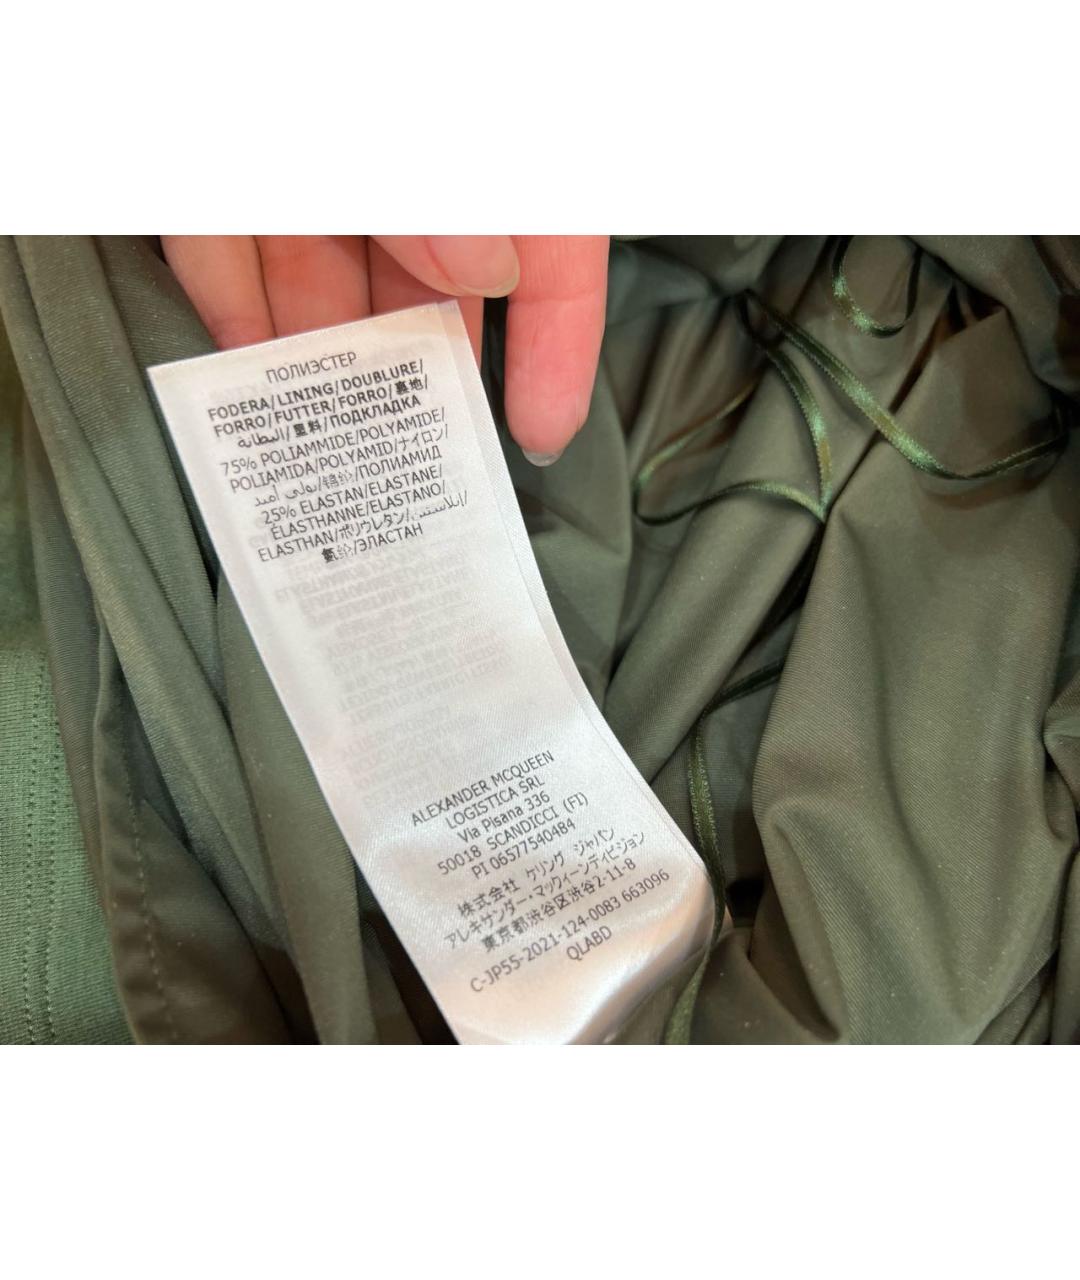 ПОЛИЭСТЕР
FODERA/LINING/DOUBLURE/
FORRO/FUTTER/FORRO/裏地/
البطانة/里料/ПОДКЛАДКА
75% POLIAMMIDE/POLYAMIDE/
POLIAMIDA/POLYAMID/ナイロン/
بولي أميد/锦纶/ПОЛИАМИД
25% ELASTAN/ELASTANE/
ÉLASTHANNE/ELASTANO/
ELASTHAN/ポリウレタン/إيلاستين/
氨纶/ЭЛАСТАН
ALEXANDER MCQUEEN
LOGISTICA SRL
Via Pisana 336
50018 SCANDICCI (FI)
PI 06577540484
株式会社 ケリング ジャパン
アレキサンダー・マックイーンディビジョン
東京都渋谷区渋谷2-11-8
C-JP55-2021-124-0083 663096
QLABD